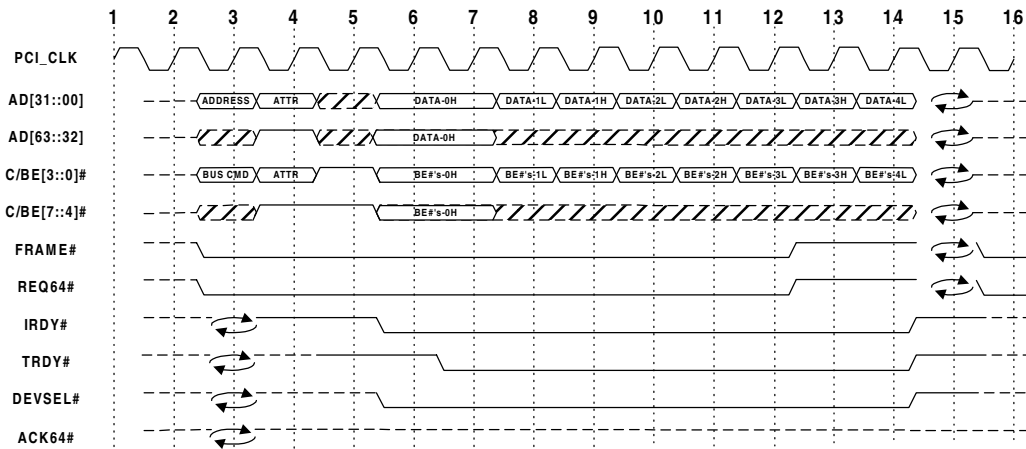 1 2 3 4 5 6 7 8 9 10 11 12 13 14 15 16
PCI_CLK
AD[31::00] ADDRESS ATTR DATA-0H DATA-1L DATA-1H DATA-2L DATA-2H DATA-3L DATA-3H DATA-4L
AD[63::32] DATA-0H
C/BE[3::0]# BUS CMD ATTR BE#'s-0H BE#'s-1L BE#'s-1H BE#'s-2L BE#'s-2H BE#'s-3L BE#'s-3H BE#'s-4L
C/BE[7::4]# BE#'s-0H
FRAME#
REQ64#
IRDY#
TRDY#
DEVSEL#
ACK64#